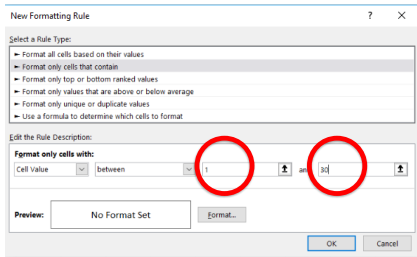 New Formatting Rule ? X
Select a Rule Type:
► Format all cells based on their values
► Format only cells that contain
► Format only top or bottom ranked values
► Format only values that are above or below average
► Format only unique or duplicate values
► Use a formula to determine which cells to format
Edit the Rule Description:
Format only cells with:
Cell Value between 1 and 30
Preview: No Format Set Format...
OK Cancel